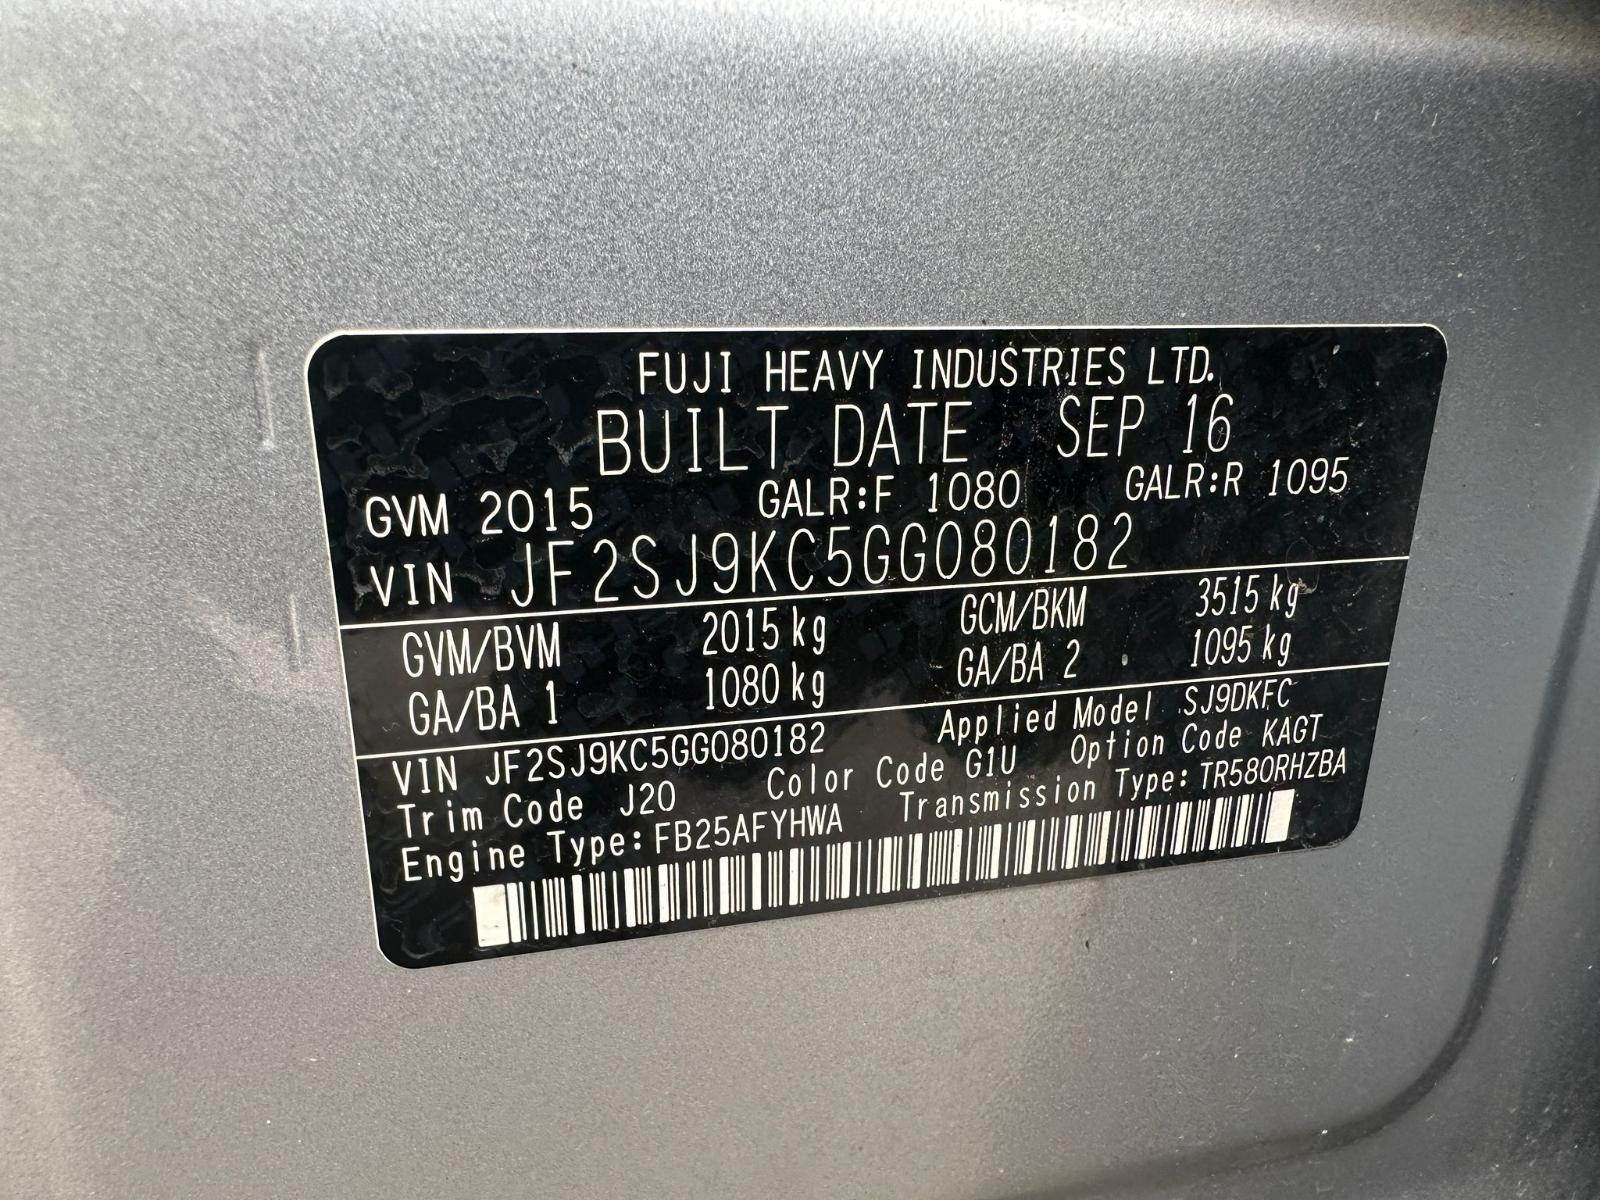 FUJI HEAVY INDUSTRIES LTD.
BUILT DATE SEP 16
GVM 2015 GALR:F 1080 GALR:R 1095
VIN JF2SJ9KC5GG080182
GVM/BVM 2015 kg GCM/BKM 3515 kg
GA/BA 1 1080 kg GA/BA 2 1095 kg
VIN JF2SJ9KC5GG080182 Applied Model SJ9DKFC
Trim Code J20 Color Code G1U Option Code KAGT
Engine Type: FB25AFYHWA Transmission Type: TR580RHZBA